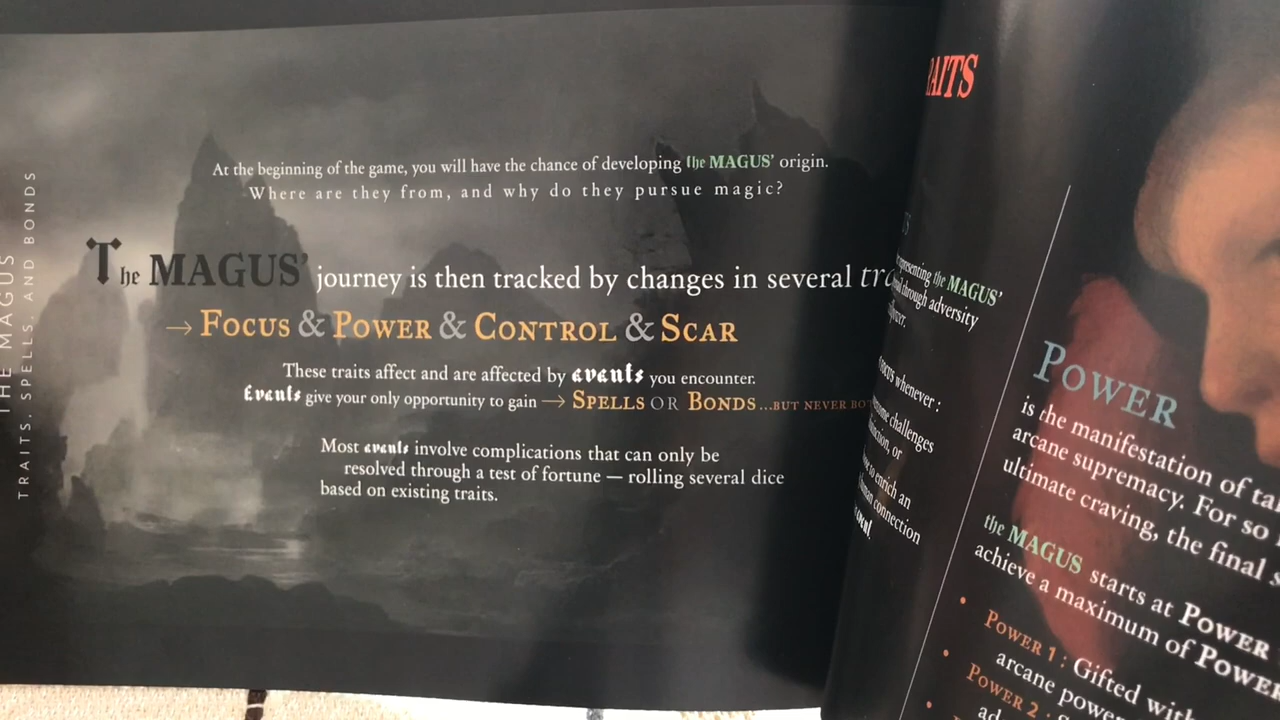 THE MAGUS
TRAITS, SPELLS, AND BONDS
At the beginning of the game, you will have the chance of developing the MAGUS' origin.
Where are they from, and why do they pursue magic?
The MAGUS' journey is then tracked by changes in several
→ FOCUS & POWER & CONTROL & SCAR
These traits affect and are affected by events you encounter.
Events give your only opportunity to gain → SPELLS OR BONDS ...BUT NEVER
Most events involve complications that can only be
resolved through a test of fortune — rolling several dice
based on existing traits.
representing the MAGUS'
through adversity
whenever :
challenges
or
to enrich an
connection
POWER
is the manifestation of
arcane supremacy. For so
ultimate craving, the final
the MAGUS starts at POWER
achieve a maximum of POWER
• POWER 1 : Gifted with
arcane
• POWER 2 :